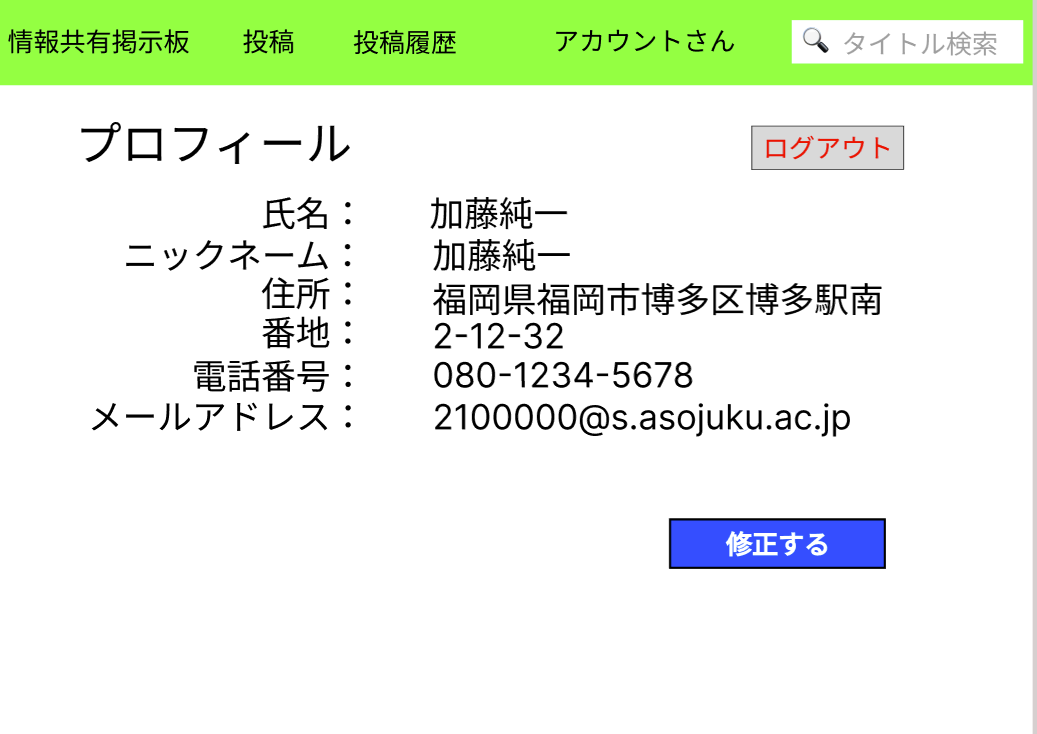 情報共有掲示板 投稿 投稿履歴 アカウントさん タイトル検索
プロフィール ログアウト
氏名： 加藤純一
ニックネーム： 加藤純一
住所： 福岡県福岡市博多区博多駅南
番地： 2-12-32
電話番号： 080-1234-5678
メールアドレス： 2100000@s.asojuku.ac.jp
修正する